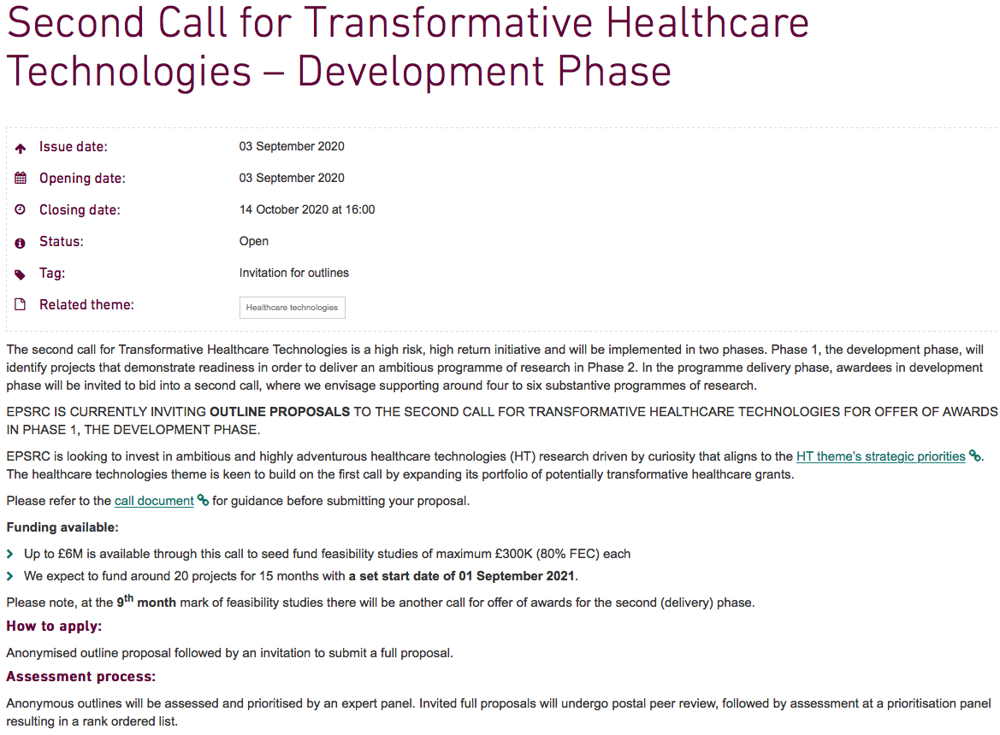 Second Call for Transformative Healthcare
Technologies – Development Phase
Issue date: 03 September 2020
Opening date: 03 September 2020
Closing date: 14 October 2020 at 16:00
Status: Open
Tag: Invitation for outlines
Related theme: Healthcare technologies
The second call for Transformative Healthcare Technologies is a high risk, high return initiative and will be implemented in two phases. Phase 1, the development phase, will
identify projects that demonstrate readiness in order to deliver an ambitious programme of research in Phase 2. In the programme delivery phase, awardees in development
phase will be invited to bid into a second call, where we envisage supporting around four to six substantive programmes of research.
EPSRC IS CURRENTLY INVITING OUTLINE PROPOSALS TO THE SECOND CALL FOR TRANSFORMATIVE HEALTHCARE TECHNOLOGIES FOR OFFER OF AWARDS
IN PHASE 1, THE DEVELOPMENT PHASE.
EPSRC is looking to invest in ambitious and highly adventurous healthcare technologies (HT) research driven by curiosity that aligns to the HT theme's strategic priorities.
The healthcare technologies theme is keen to build on the first call by expanding its portfolio of potentially transformative healthcare grants.
Please refer to the call document for guidance before submitting your proposal.
Funding available:
Up to £6M is available through this call to seed fund feasibility studies of maximum £300K (80% FEC) each
We expect to fund around 20 projects for 15 months with a set start date of 01 September 2021.
Please note, at the 9th month mark of feasibility studies there will be another call for offer of awards for the second (delivery) phase.
How to apply:
Anonymised outline proposal followed by an invitation to submit a full proposal.
Assessment process:
Anonymous outlines will be assessed and prioritised by an expert panel. Invited full proposals will undergo postal peer review, followed by assessment at a prioritisation panel
resulting in a rank ordered list.